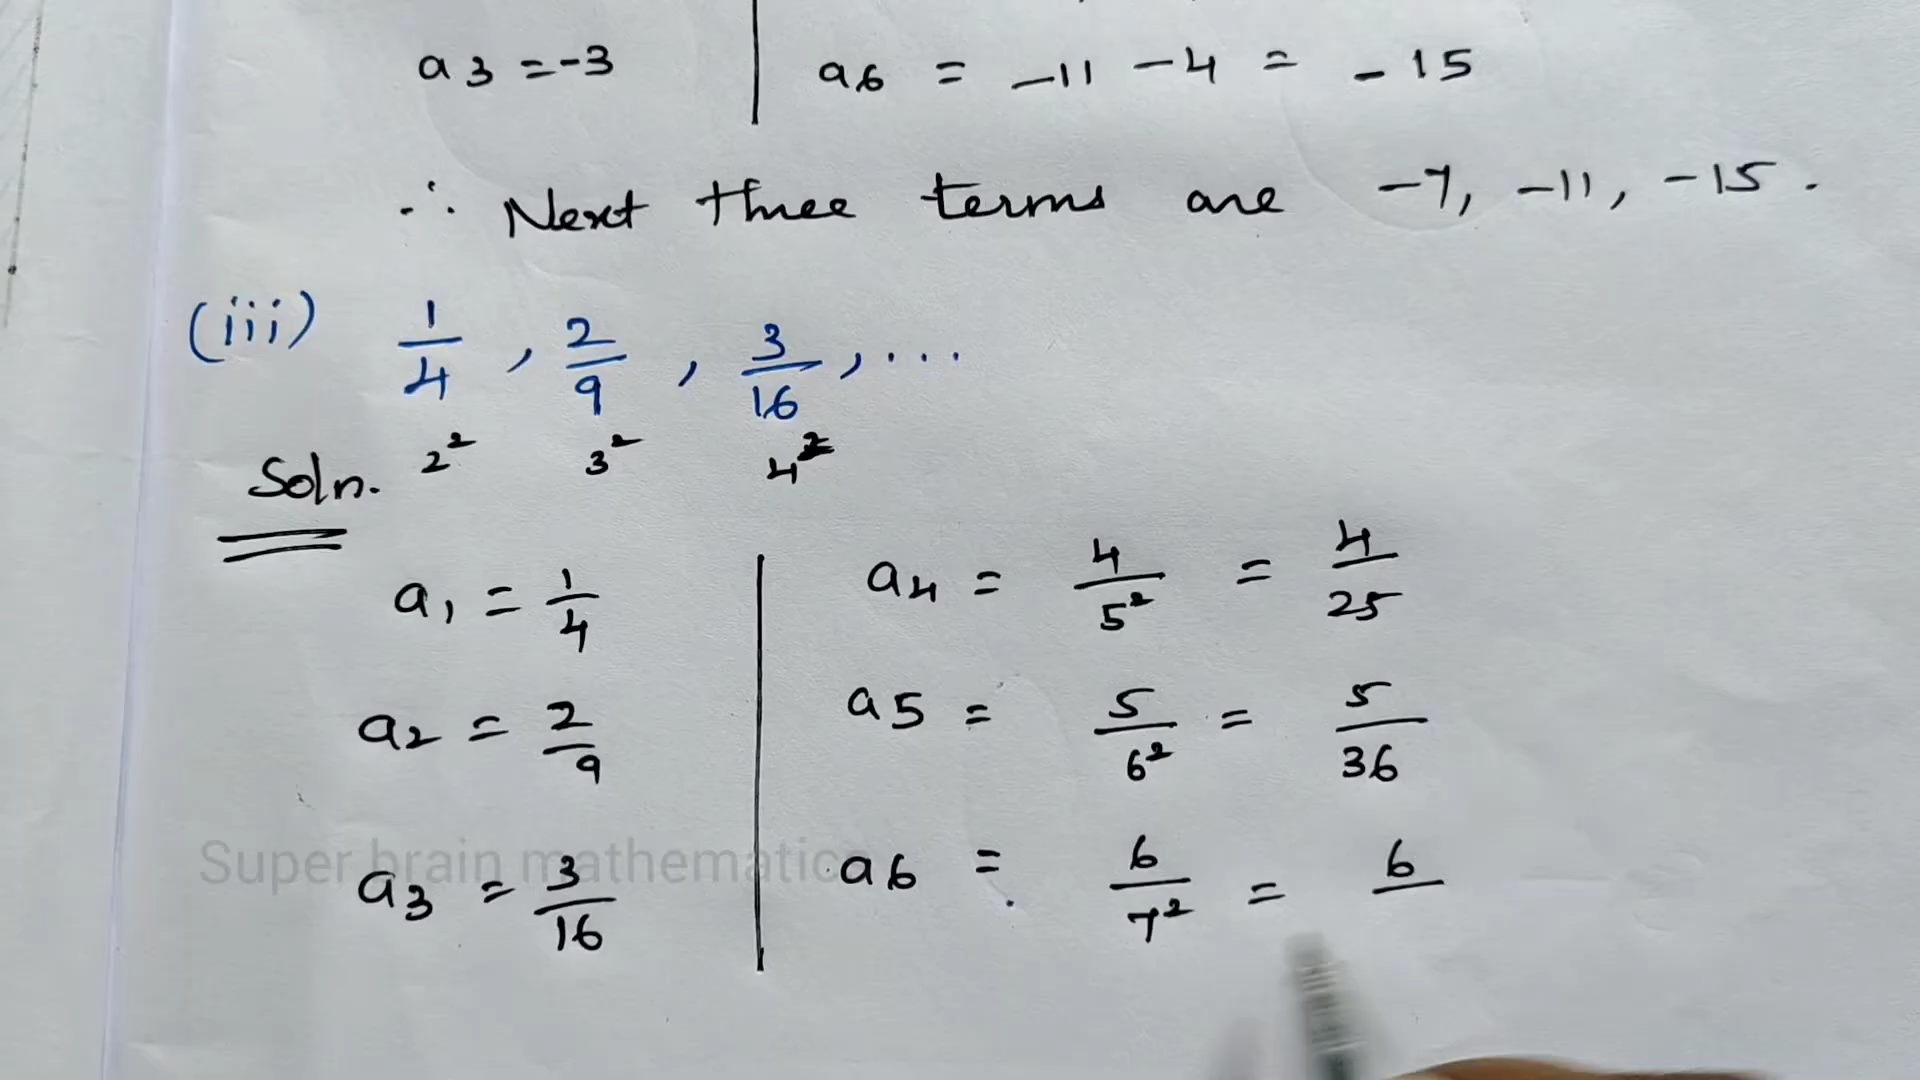 a3 = -3
a6 = -11 - 4 = -15
∴ Next three terms are -7, -11, -15.
(iii) 1/4, 2/9, 3/16, ...
2² 3² 4²
Soln.
a1 = 1/4
a2 = 2/9
a3 = 3/16
a4 = 4/5² = 4/25
a5 = 5/6² = 5/36
a6 = 6/7² = 6/
Super brain mathematics